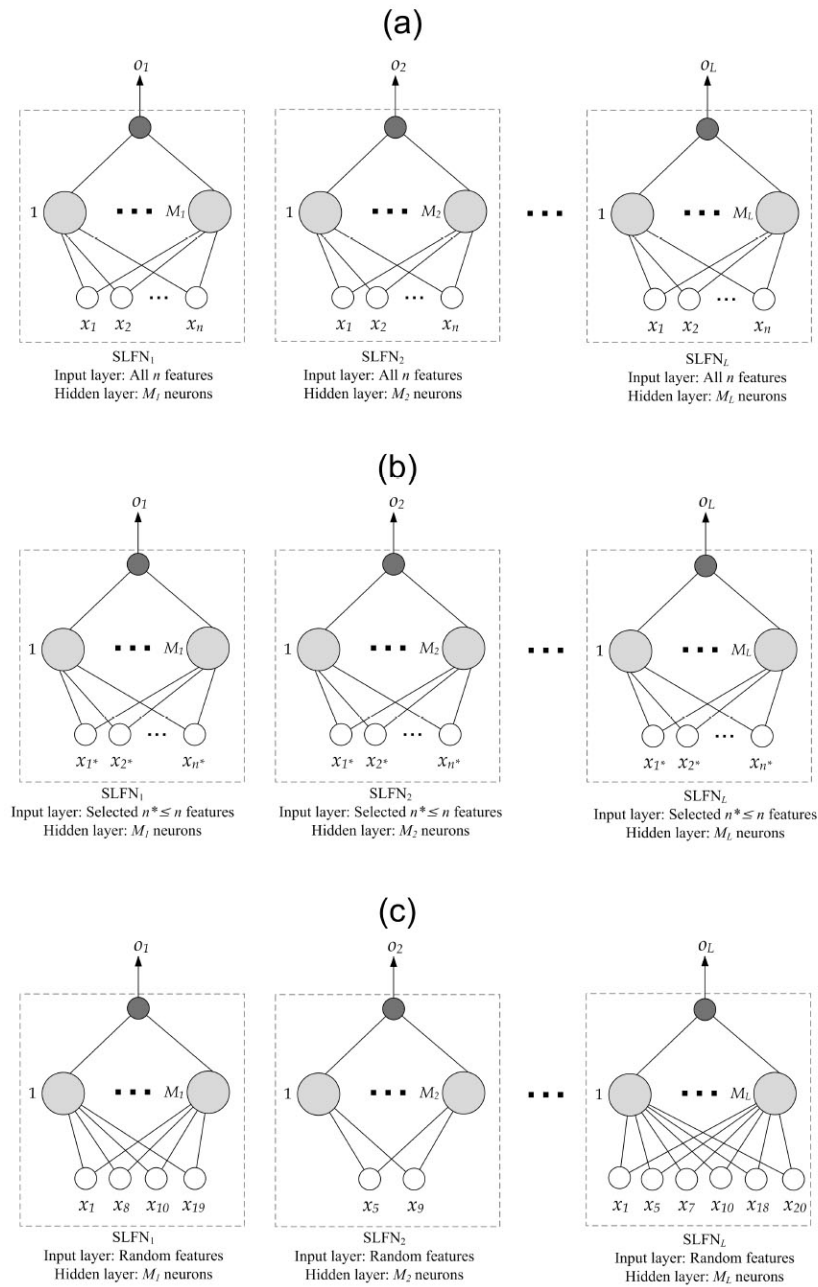 (a)
o1 o2 oL
1 ... M1 1 ... M2 ... 1 ... ML
x1 x2 ... xn x1 x2 ... xn x1 x2 ... xn
SLFN1 SLFN2 SLFNL
Input layer: All n features Input layer: All n features Input layer: All n features
Hidden layer: M1 neurons Hidden layer: M2 neurons Hidden layer: ML neurons
(b)
o1 o2 oL
1 ... M1 1 ... M2 ... 1 ... ML
x1* x2* ... xn* x1* x2* ... xn* x1* x2* ... xn*
SLFN1 SLFN2 SLFNL
Input layer: Selected n* ≤ n features Input layer: Selected n* ≤ n features Input layer: Selected n* ≤ n features
Hidden layer: M1 neurons Hidden layer: M2 neurons Hidden layer: ML neurons
(c)
o1 o2 oL
1 ... M1 1 ... M2 ... 1 ... ML
x1 x8 x10 x19 x5 x9 x1 x5 x7 x10 x18 x20
SLFN1 SLFN2 SLFNL
Input layer: Random features Input layer: Random features Input layer: Random features
Hidden layer: M1 neurons Hidden layer: M2 neurons Hidden layer: ML neurons